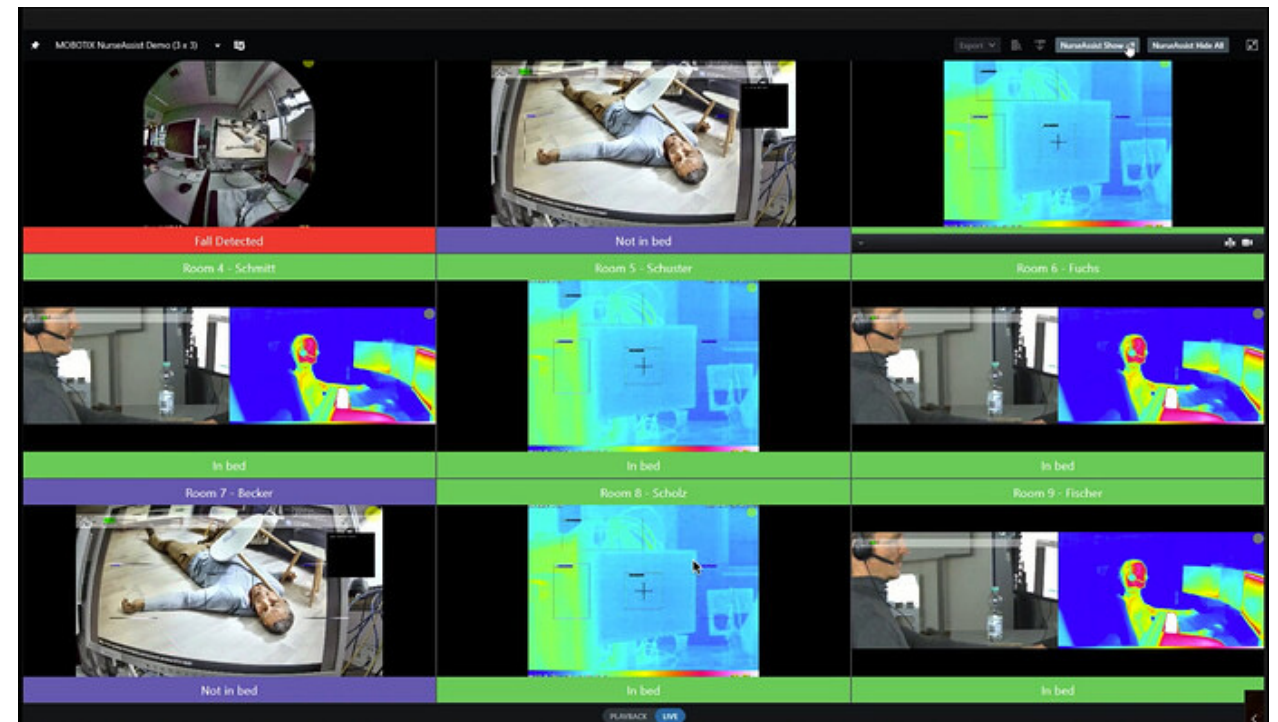 MOBOTIX NurseAssist Demo (3 x 3)
Export
NurseAssist Show
NurseAssist Hide All
Fall Detected
Not in bed
Room 4 - Schmitt
Room 5 - Schuster
Room 6 - Fuchs
In bed
In bed
In bed
Room 7 - Becker
Room 8 - Scholz
Room 9 - Fischer
Not in bed
In bed
In bed
PLAYBACK
LIVE